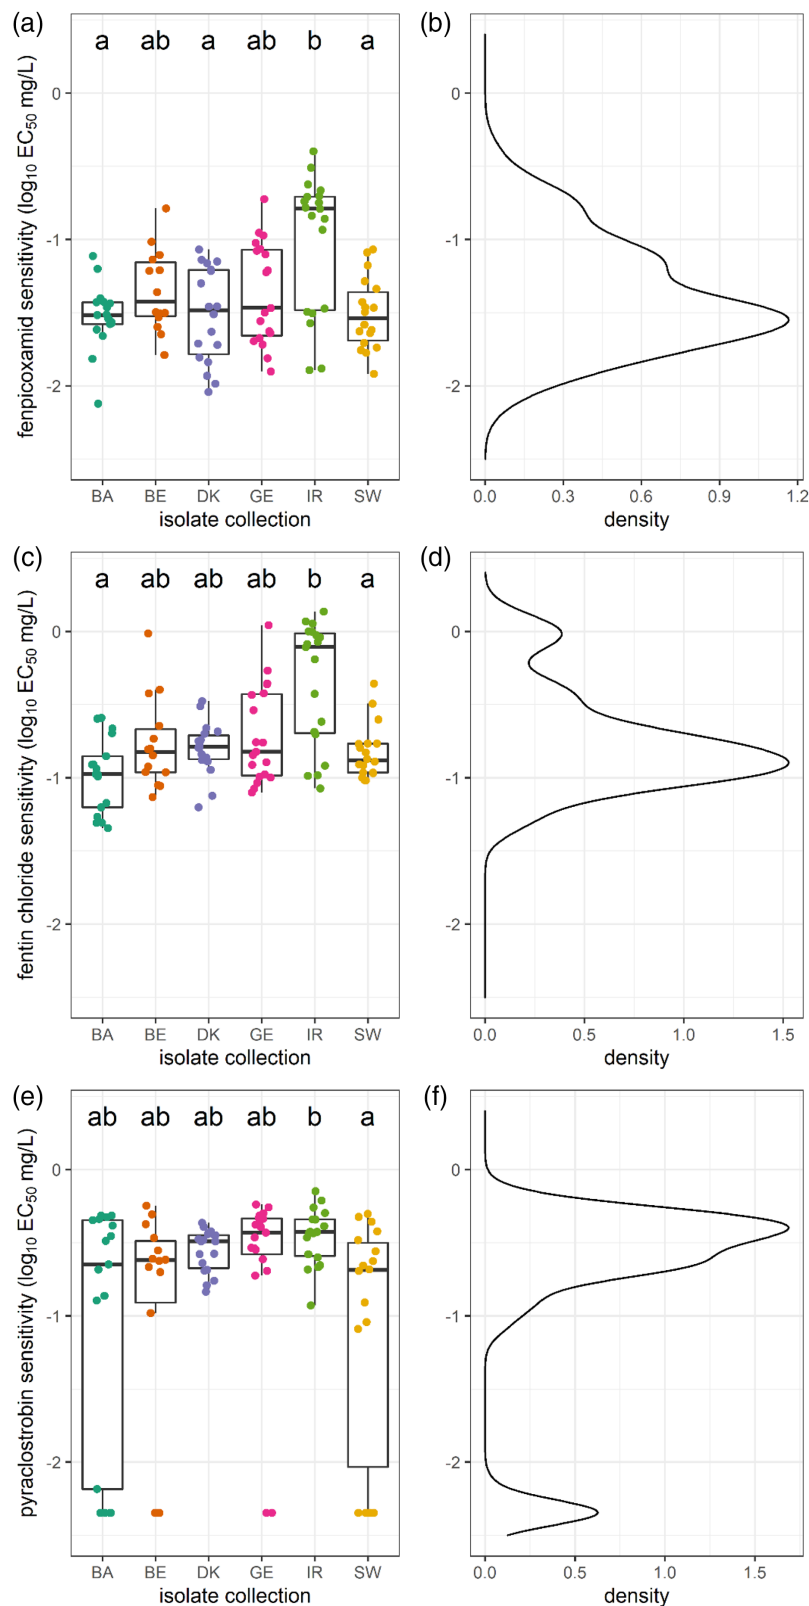 (a)
(b)
a ab a ab b a
fenpicoxamid sensitivity (log10 EC50 mg/L)
0
-1
-2
BA BE DK GE IR SW
isolate collection
0
-1
-2
0.0 0.3 0.6 0.9 1.2
density
(c)
(d)
a ab ab ab b a
fentin chloride sensitivity (log10 EC50 mg/L)
0
-1
-2
BA BE DK GE IR SW
isolate collection
0
-1
-2
0.0 0.5 1.0 1.5
density
(e)
(f)
ab ab ab ab b a
pyraclostrobin sensitivity (log10 EC50 mg/L)
0
-1
-2
BA BE DK GE IR SW
isolate collection
0
-1
-2
0.0 0.5 1.0 1.5
density